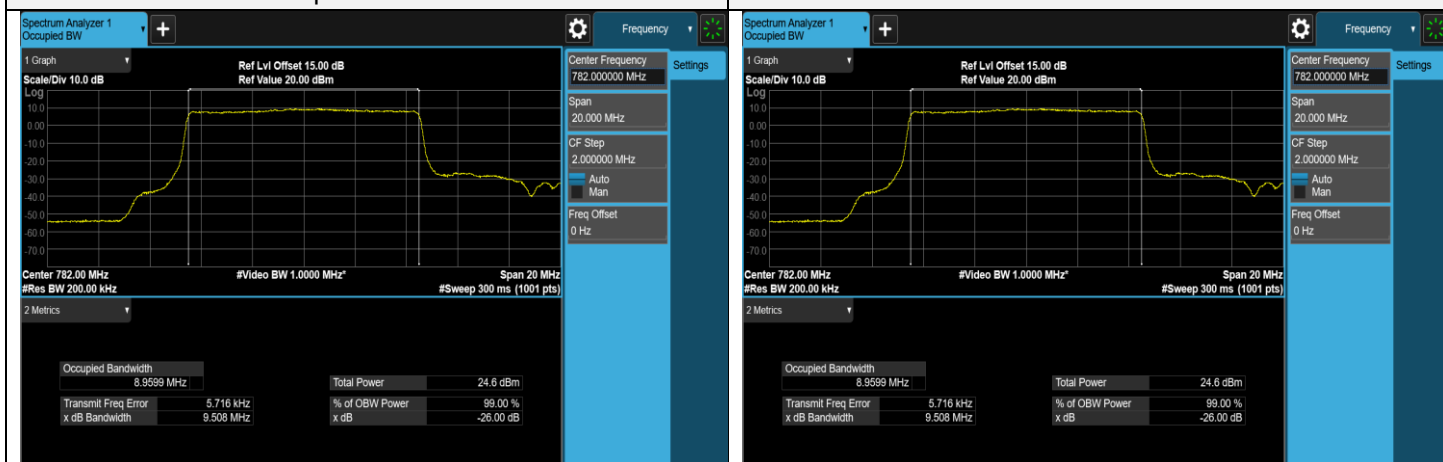 Spectrum Analyzer 1
Occupied BW
+
Frequency
1 Graph
Scale/Div 10.0 dB
Ref Lvl Offset 15.00 dB
Ref Value 20.00 dBm
Log
10.0
0.00
-10.0
-20.0
-30.0
-40.0
-50.0
-60.0
-70.0
Center 782.00 MHz
#Video BW 1.0000 MHz*
Span 20 MHz
#Res BW 200.00 kHz
#Sweep 300 ms (1001 pts)
Center Frequency
782.000000 MHz
Settings
Span
20.000 MHz
CF Step
2.000000 MHz
Auto
Man
Freq Offset
0 Hz
2 Metrics
Occupied Bandwidth
8.9599 MHz
Total Power 24.6 dBm
Transmit Freq Error 5.716 kHz
% of OBW Power 99.00 %
x dB Bandwidth 9.508 MHz
x dB -26.00 dB
Spectrum Analyzer 1
Occupied BW
+
Frequency
1 Graph
Scale/Div 10.0 dB
Ref Lvl Offset 15.00 dB
Ref Value 20.00 dBm
Log
10.0
0.00
-10.0
-20.0
-30.0
-40.0
-50.0
-60.0
-70.0
Center 782.00 MHz
#Video BW 1.0000 MHz*
Span 20 MHz
#Res BW 200.00 kHz
#Sweep 300 ms (1001 pts)
Center Frequency
782.000000 MHz
Settings
Span
20.000 MHz
CF Step
2.000000 MHz
Auto
Man
Freq Offset
0 Hz
2 Metrics
Occupied Bandwidth
8.9599 MHz
Total Power 24.6 dBm
Transmit Freq Error 5.716 kHz
% of OBW Power 99.00 %
x dB Bandwidth 9.508 MHz
x dB -26.00 dB